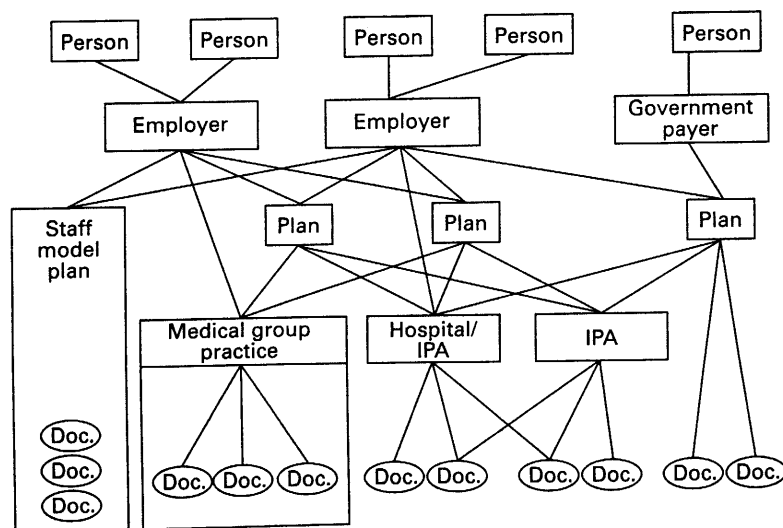 Person
Person
Person
Person
Person
Employer
Employer
Government
payer
Staff
model
plan
Plan
Plan
Plan
Medical group
practice
Hospital/
IPA
IPA
Doc.
Doc.
Doc.
Doc.
Doc.
Doc.
Doc.
Doc.
Doc.
Doc.
Doc.
Doc.